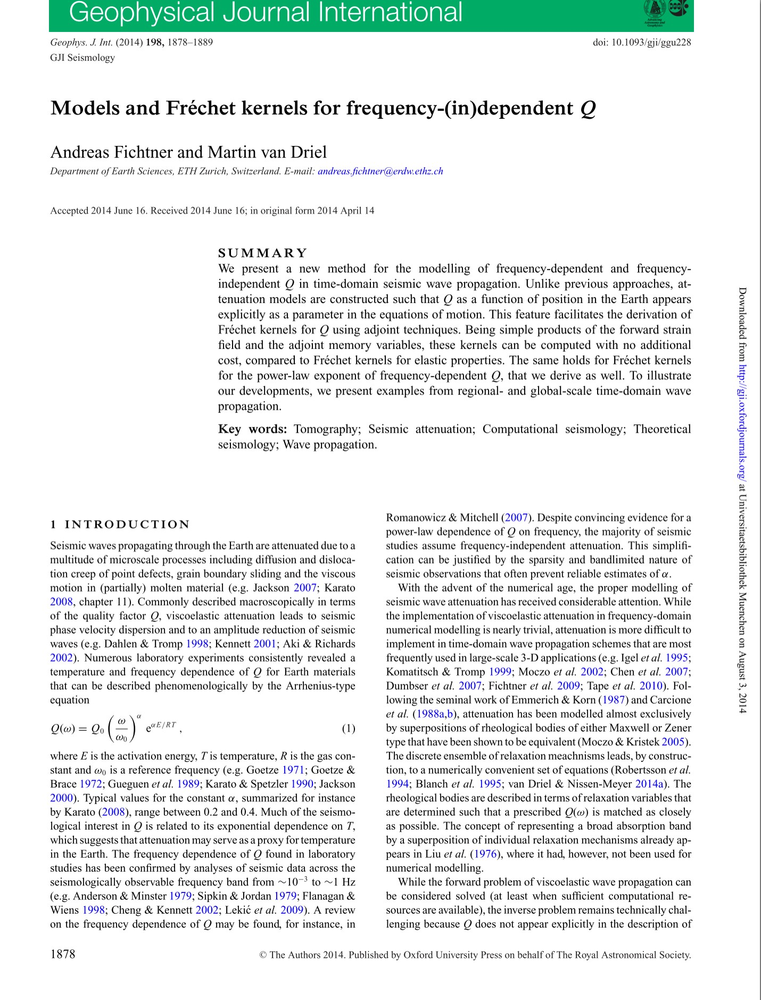 Geophysical Journal International
Geophys. J. Int. (2014) 198, 1878–1889
doi: 10.1093/gji/ggu228
GJI Seismology
Models and Fréchet kernels for frequency-(in)dependent Q
Andreas Fichtner and Martin van Driel
Department of Earth Sciences, ETH Zurich, Switzerland. E-mail: andreas.fichtner@erdw.ethz.ch
Accepted 2014 June 16. Received 2014 June 16; in original form 2014 April 14
SUMMARY
We present a new method for the modelling of frequency-dependent and frequency-
independent Q in time-domain seismic wave propagation. Unlike previous approaches, at-
tenuation models are constructed such that Q as a function of position in the Earth appears
explicitly as a parameter in the equations of motion. This feature facilitates the derivation of
Fréchet kernels for Q using adjoint techniques. Being simple products of the forward strain
field and the adjoint memory variables, these kernels can be computed with no additional
cost, compared to Fréchet kernels for elastic properties. The same holds for Fréchet kernels
for the power-law exponent of frequency-dependent Q, that we derive as well. To illustrate
our developments, we present examples from regional- and global-scale time-domain wave
propagation.
Key words: Tomography; Seismic attenuation; Computational seismology; Theoretical
seismology; Wave propagation.
1 INTRODUCTION
Seismic waves propagating through the Earth are attenuated due to a
multitude of microscale processes including diffusion and disloca-
tion creep of point defects, grain boundary sliding and the viscous
motion in (partially) molten material (e.g. Jackson 2007; Karato
2008, chapter 11). Commonly described macroscopically in terms
of the quality factor Q, viscoelastic attenuation leads to seismic
phase velocity dispersion and to an amplitude reduction of seismic
waves (e.g. Dahlen & Tromp 1998; Kennett 2001; Aki & Richards
2002). Numerous laboratory experiments consistently revealed a
temperature and frequency dependence of Q for Earth materials
that can be described phenomenologically by the Arrhenius-type
equation
Q(ω) = Q₀ (ω/ω₀)^α e^{αE/RT} , (1)
where E is the activation energy, T is temperature, R is the gas con-
stant and ω₀ is a reference frequency (e.g. Goetze 1971; Goetze &
Brace 1972; Gueguen et al. 1989; Karato & Spetzler 1990; Jackson
2000). Typical values for the constant α, summarized for instance
by Karato (2008), range between 0.2 and 0.4. Much of the seismo-
logical interest in Q is related to its exponential dependence on T,
which suggests that attenuation may serve as a proxy for temperature
in the Earth. The frequency dependence of Q found in laboratory
studies has been confirmed by analyses of seismic data across the
seismologically observable frequency band from ~10⁻³ to ~1 Hz
(e.g. Anderson & Minster 1979; Sipkin & Jordan 1979; Flanagan &
Wiens 1998; Cheng & Kennett 2002; Lekić et al. 2009). A review
on the frequency dependence of Q may be found, for instance, in
Romanowicz & Mitchell (2007). Despite convincing evidence for a
power-law dependence of Q on frequency, the majority of seismic
studies assume frequency-independent attenuation. This simplifi-
cation can be justified by the sparsity and bandlimited nature of
seismic observations that often prevent reliable estimates of α.
With the advent of the numerical age, the proper modelling of
seismic wave attenuation has received considerable attention. While
the implementation of viscoelastic attenuation in frequency-domain
numerical modelling is nearly trivial, attenuation is more difficult to
implement in time-domain wave propagation schemes that are most
frequently used in large-scale 3-D applications (e.g. Igel et al. 1995;
Komatitsch & Tromp 1999; Moczo et al. 2002; Chen et al. 2007;
Dumbser et al. 2007; Fichtner et al. 2009; Tape et al. 2010). Fol-
lowing the seminal work of Emmerich & Korn (1987) and Carcione
et al. (1988a,b), attenuation has been modelled almost exclusively
by superpositions of rheological bodies of either Maxwell or Zener
type that have been shown to be equivalent (Moczo & Kristek 2005).
The discrete ensemble of relaxation meachnisms leads, by construc-
tion, to a numerically convenient set of equations (Robertsson et al.
1994; Blanch et al. 1995; van Driel & Nissen-Meyer 2014a). The
rheological bodies are described in terms of relaxation variables that
are determined such that a prescribed Q(ω) is matched as closely
as possible. The concept of representing a broad absorption band
by a superposition of individual relaxation mechanisms already ap-
pears in Liu et al. (1976), where it had, however, not been used for
numerical modelling.
While the forward problem of viscoelastic wave propagation can
be considered solved (at least when sufficient computational re-
sources are available), the inverse problem remains technically chal-
lenging because Q does not appear explicitly in the description of
1878
© The Authors 2014. Published by Oxford University Press on behalf of The Royal Astronomical Society.
Downloaded from http://gji.oxfordjournals.org/ at Universitaetsbibliothek Muenchen on August 3, 2014